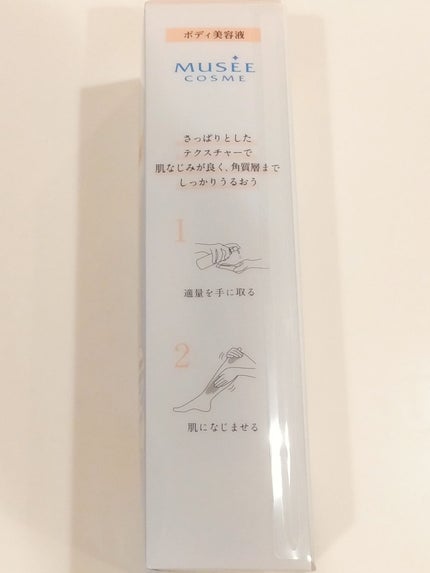 ボディ美容液
MUSÉE
COSME
さっぱりとした
テクスチャーで
肌なじみが良く、角質層まで
しっかりうるおう
1
適量を手に取る
2
肌になじませる